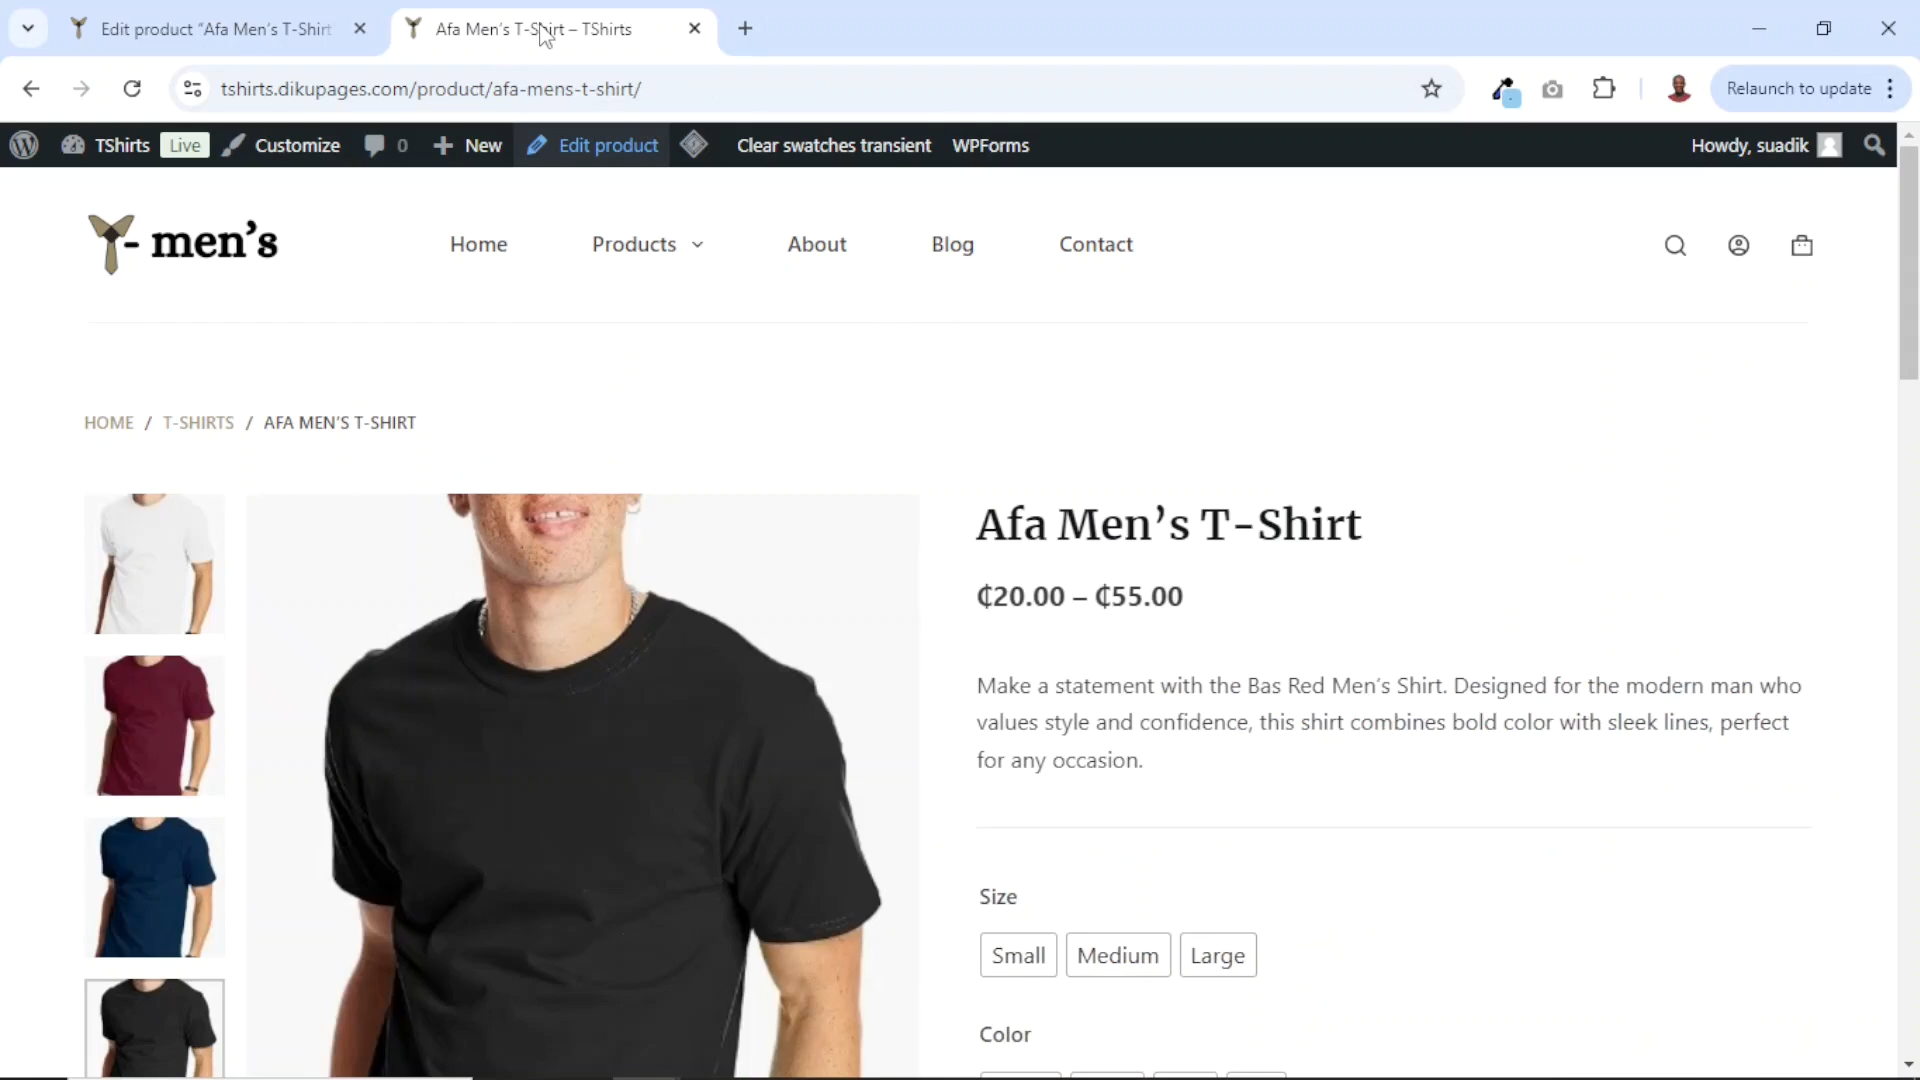 Edit product “Afa Men’s T-Shirt
Afa Men’s T-Shirt – TShirts
tshirts.dikupages.com/product/afa-mens-t-shirt/
Relaunch to update
TShirts Live Customize 0 New Edit product Clear swatches transient WPForms Howdy, suadik
- men’s
Home Products About Blog Contact
HOME / T-SHIRTS / AFA MEN’S T-SHIRT
Afa Men’s T-Shirt
₵20.00 – ₵55.00
Make a statement with the Bas Red Men’s Shirt. Designed for the modern man who
values style and confidence, this shirt combines bold color with sleek lines, perfect
for any occasion.
Size
Small Medium Large
Color